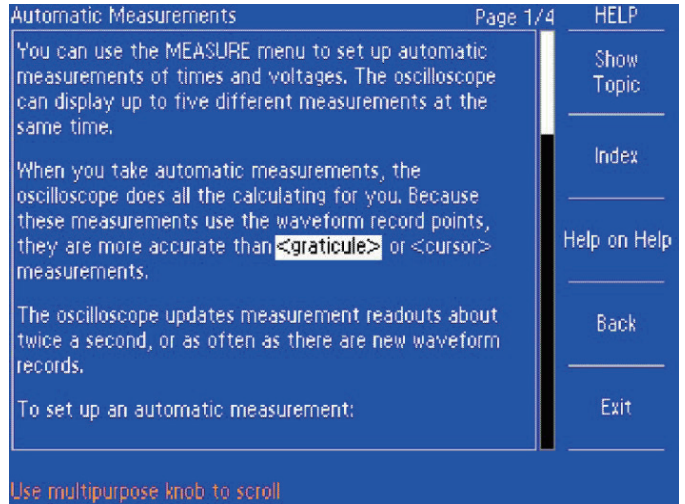 Automatic Measurements Page 1/4
You can use the MEASURE menu to set up automatic
measurements of times and voltages. The oscilloscope
can display up to five different measurements at the
same time.
When you take automatic measurements, the
oscilloscope does all the calculating for you. Because
these measurements use the waveform record points,
they are more accurate than <graticule> or <cursor>
measurements.
The oscilloscope updates measurement readouts about
twice a second, or as often as there are new waveform
records.
To set up an automatic measurement:
Use multipurpose knob to scroll
HELP
Show
Topic
Index
Help on Help
Back
Exit